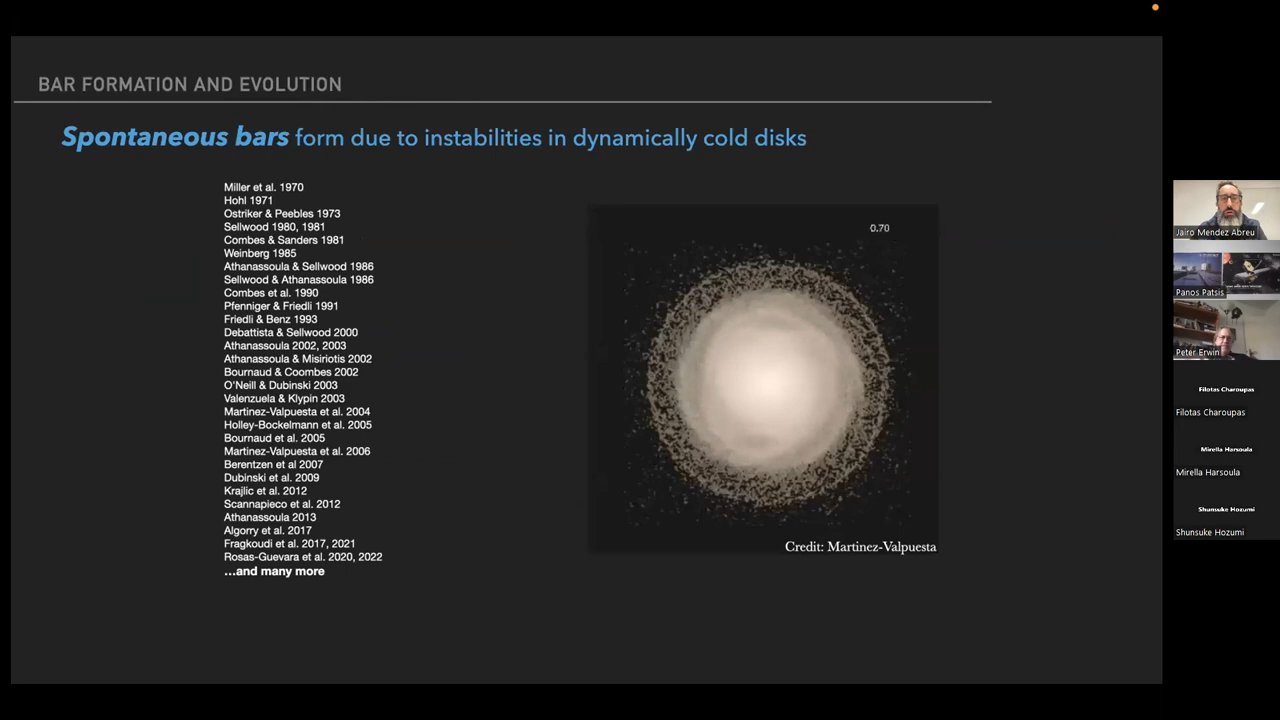 BAR FORMATION AND EVOLUTION
Spontaneous bars form due to instabilities in dynamically cold disks
Miller et al. 1970
Hohl 1971
Ostriker & Peebles 1973
Sellwood 1980, 1981
Combes & Sanders 1981
Weinberg 1985
Athanassoula & Sellwood 1986
Sellwood & Athanassoula 1986
Combes et al. 1990
Pfenniger & Friedli 1991
Friedli & Benz 1993
Debattista & Sellwood 2000
Athanassoula 2002, 2003
Athanassoula & Misiriotis 2002
Bournaud & Coombes 2002
O'Neill & Dubinski 2003
Valenzuela & Klypin 2003
Martinez-Valpuesta et al. 2004
Holley-Bockelmann et al. 2005
Bournaud et al. 2005
Martinez-Valpuesta et al. 2006
Berentzen et al 2007
Dubinski et al. 2009
Krajlic et al. 2012
Scannapieco et al. 2012
Athanassoula 2013
Algorry et al. 2017
Fragkoudi et al. 2017, 2021
Rosas-Guevara et al. 2020, 2022
...and many more
0.70
Credit: Martinez-Valpuesta
Jairo Mendez Abreu
Panos Patsis
Peter Erwin
Filotas Charoupas
Filotas Charoupas
Mirella Harsoula
Mirella Harsoula
Shunsuke Hozumi
Shunsuke Hozumi